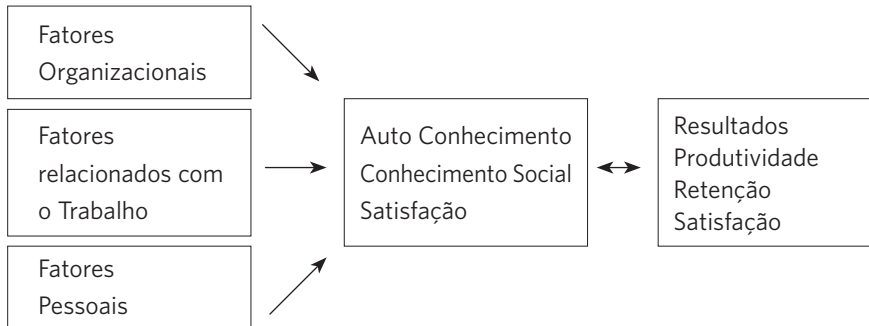 Fatores
Organizacionais
Fatores
relacionados com
o Trabalho
Fatores
Pessoais
Auto Conhecimento
Conhecimento Social
Satisfação
Resultados
Produtividade
Retenção
Satisfação